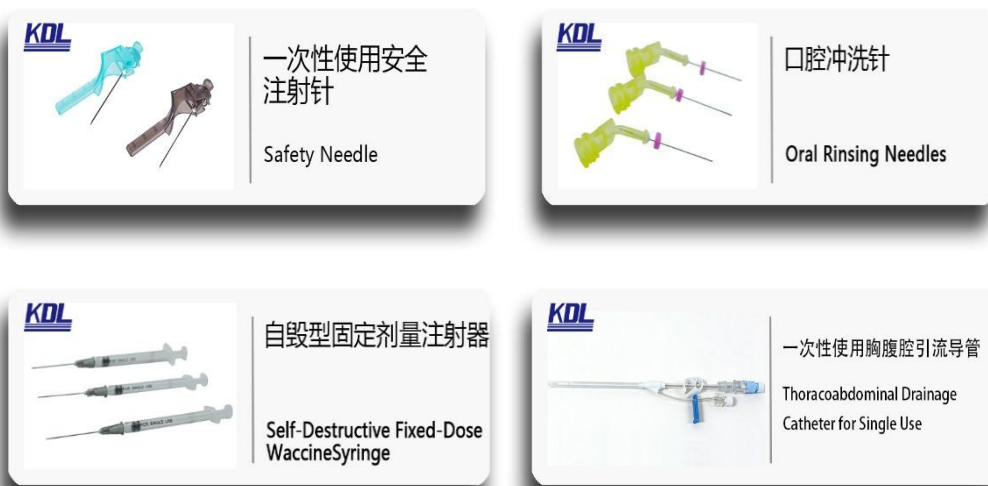 KDL
一次性使用安全
注射针
Safety Needle
KDL
口腔冲洗针
Oral Rinsing Needles
KDL
自毁型固定剂量注射器
Self-Destructive Fixed-Dose
WaccineSyringe
FOR SINGLE USE
KDL
一次性使用胸腹腔引流导管
Thoracoabdominal Drainage
Catheter for Single Use